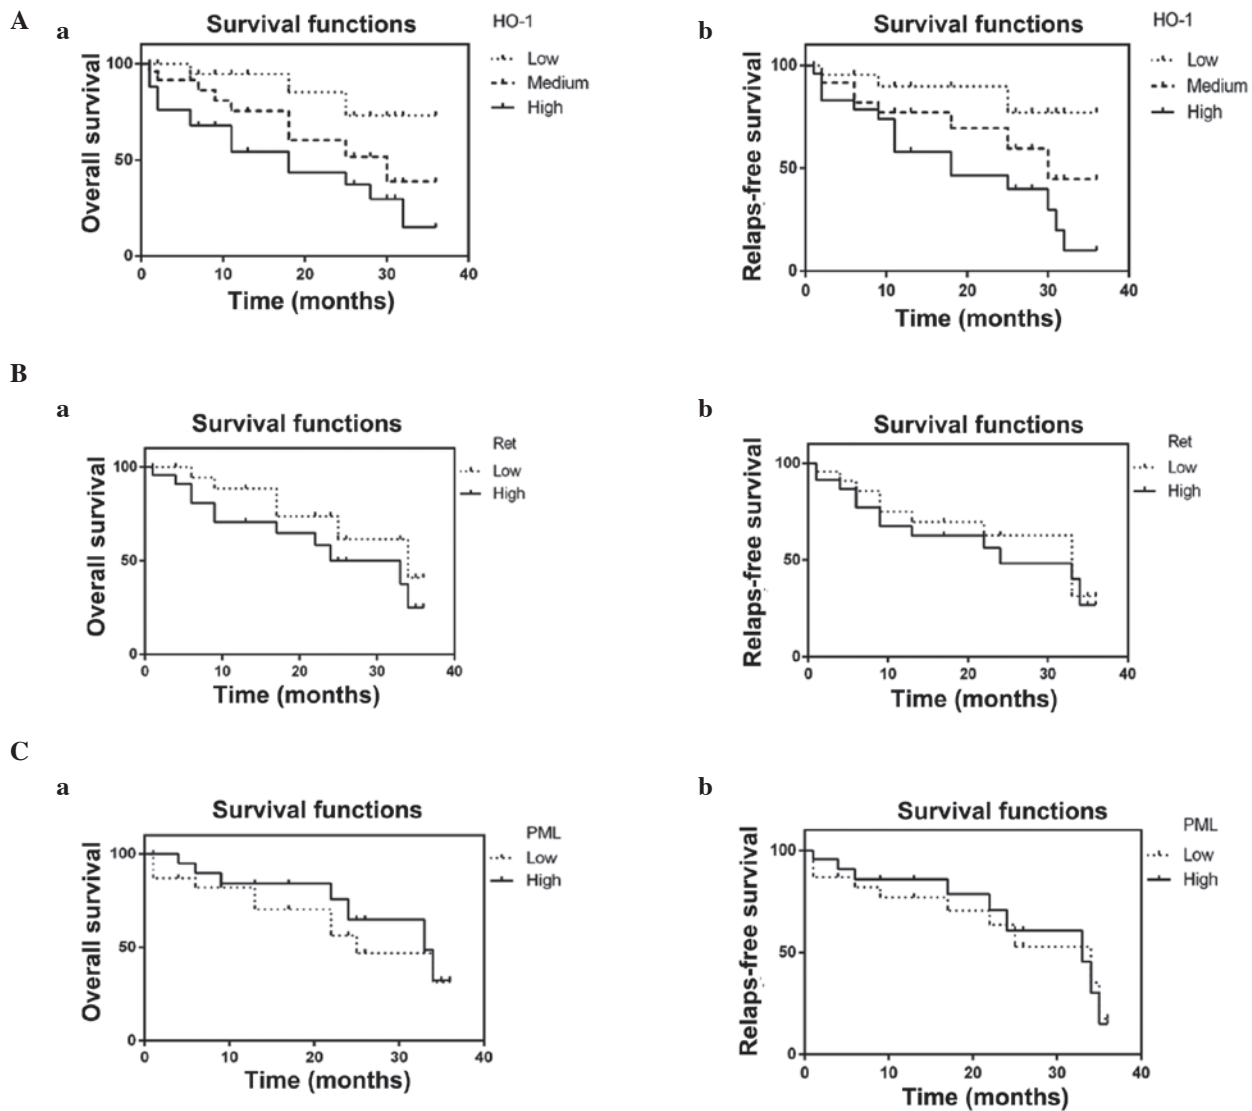 A
a
Survival functions
HO-1
Low
Medium
High
Overall survival
100
50
0
0 10 20 30 40
Time (months)
b
Survival functions
HO-1
Low
Medium
High
Relaps-free survival
100
50
0
0 10 20 30 40
Time (months)
B
a
Survival functions
Ret
Low
High
Overall survival
100
50
0
0 10 20 30 40
Time (months)
b
Survival functions
Ret
Low
High
Relaps-free survival
100
50
0
0 10 20 30 40
Time (months)
C
a
Survival functions
PML
Low
High
Overall survival
100
50
0
0 10 20 30 40
Time (months)
b
Survival functions
PML
Low
High
Relaps-free survival
100
50
0
0 10 20 30 40
Time (months)